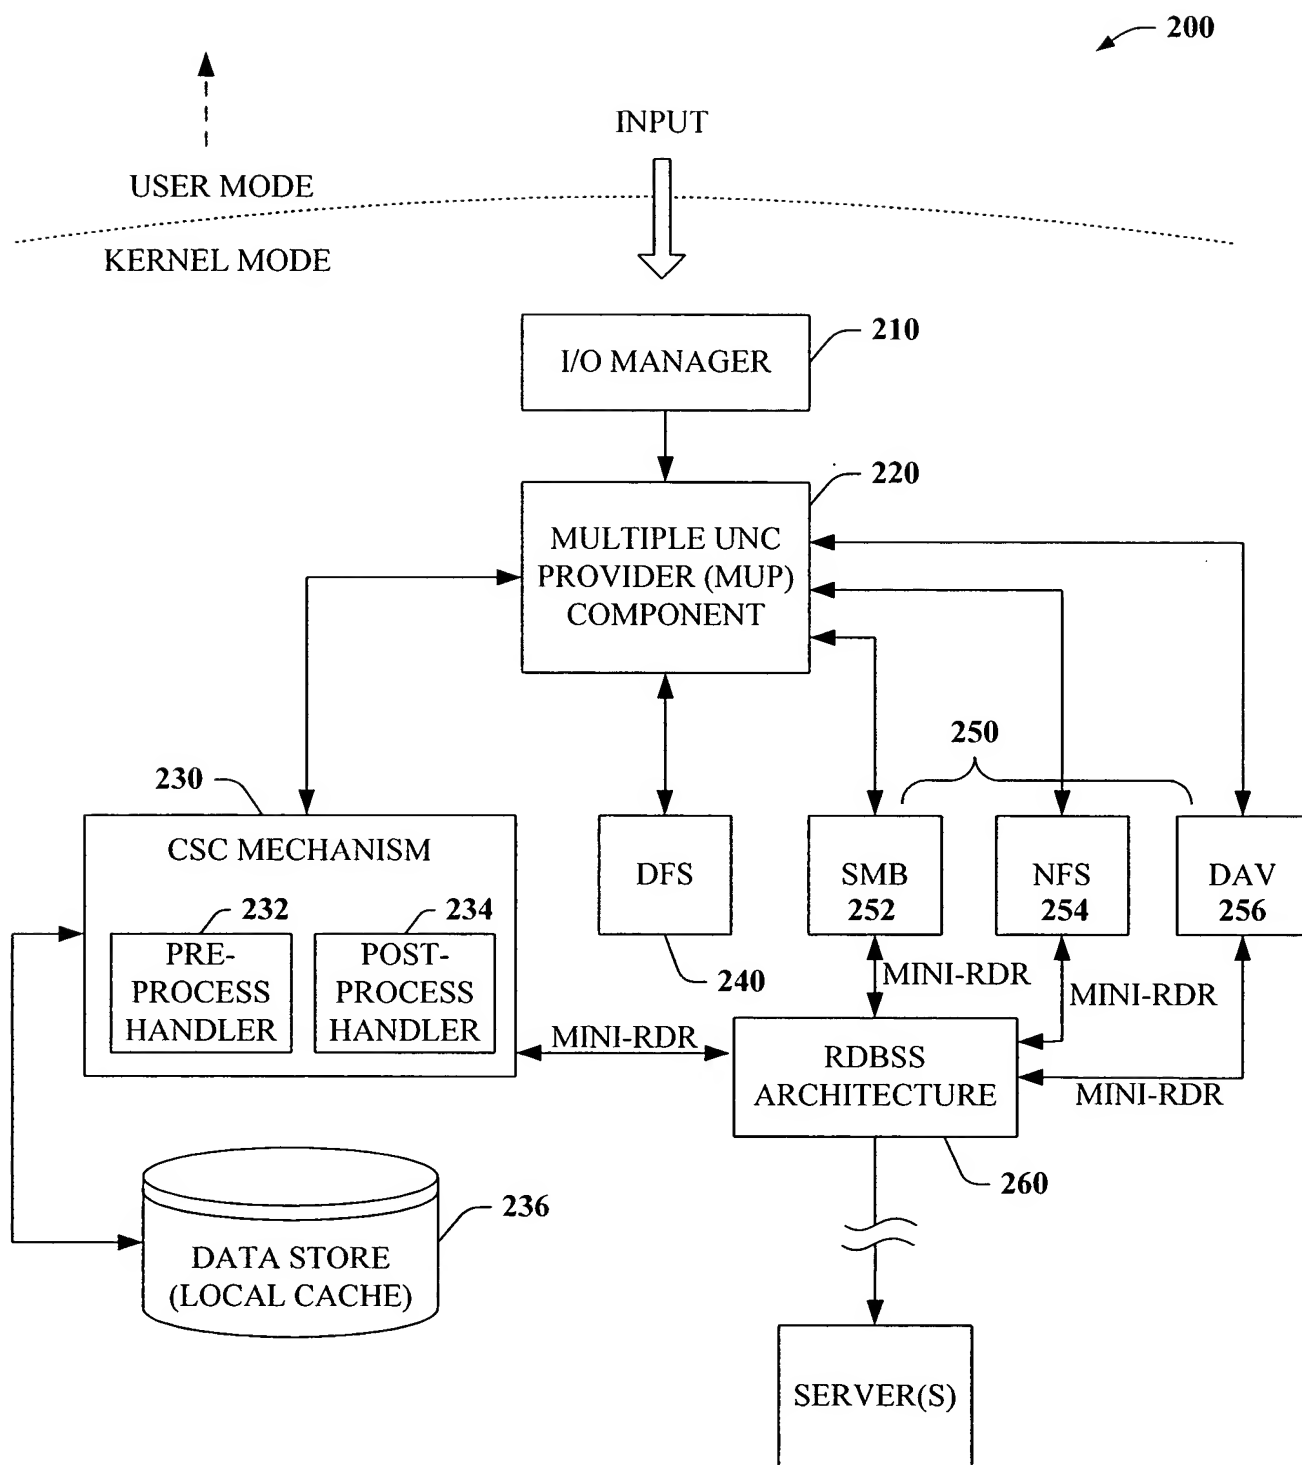 200
INPUT
USER MODE
KERNEL MODE
210
I/O MANAGER
220
MULTIPLE UNC
PROVIDER (MUP)
COMPONENT
250
230
CSC MECHANISM
DFS
SMB
252
NFS
254
DAV
256
232
234
PRE-
PROCESS
HANDLER
POST-
PROCESS
HANDLER
240
MINI-RDR
MINI-RDR
MINI-RDR
MINI-RDR
RDBSS
ARCHITECTURE
260
236
DATA STORE
(LOCAL CACHE)
SERVER(S)